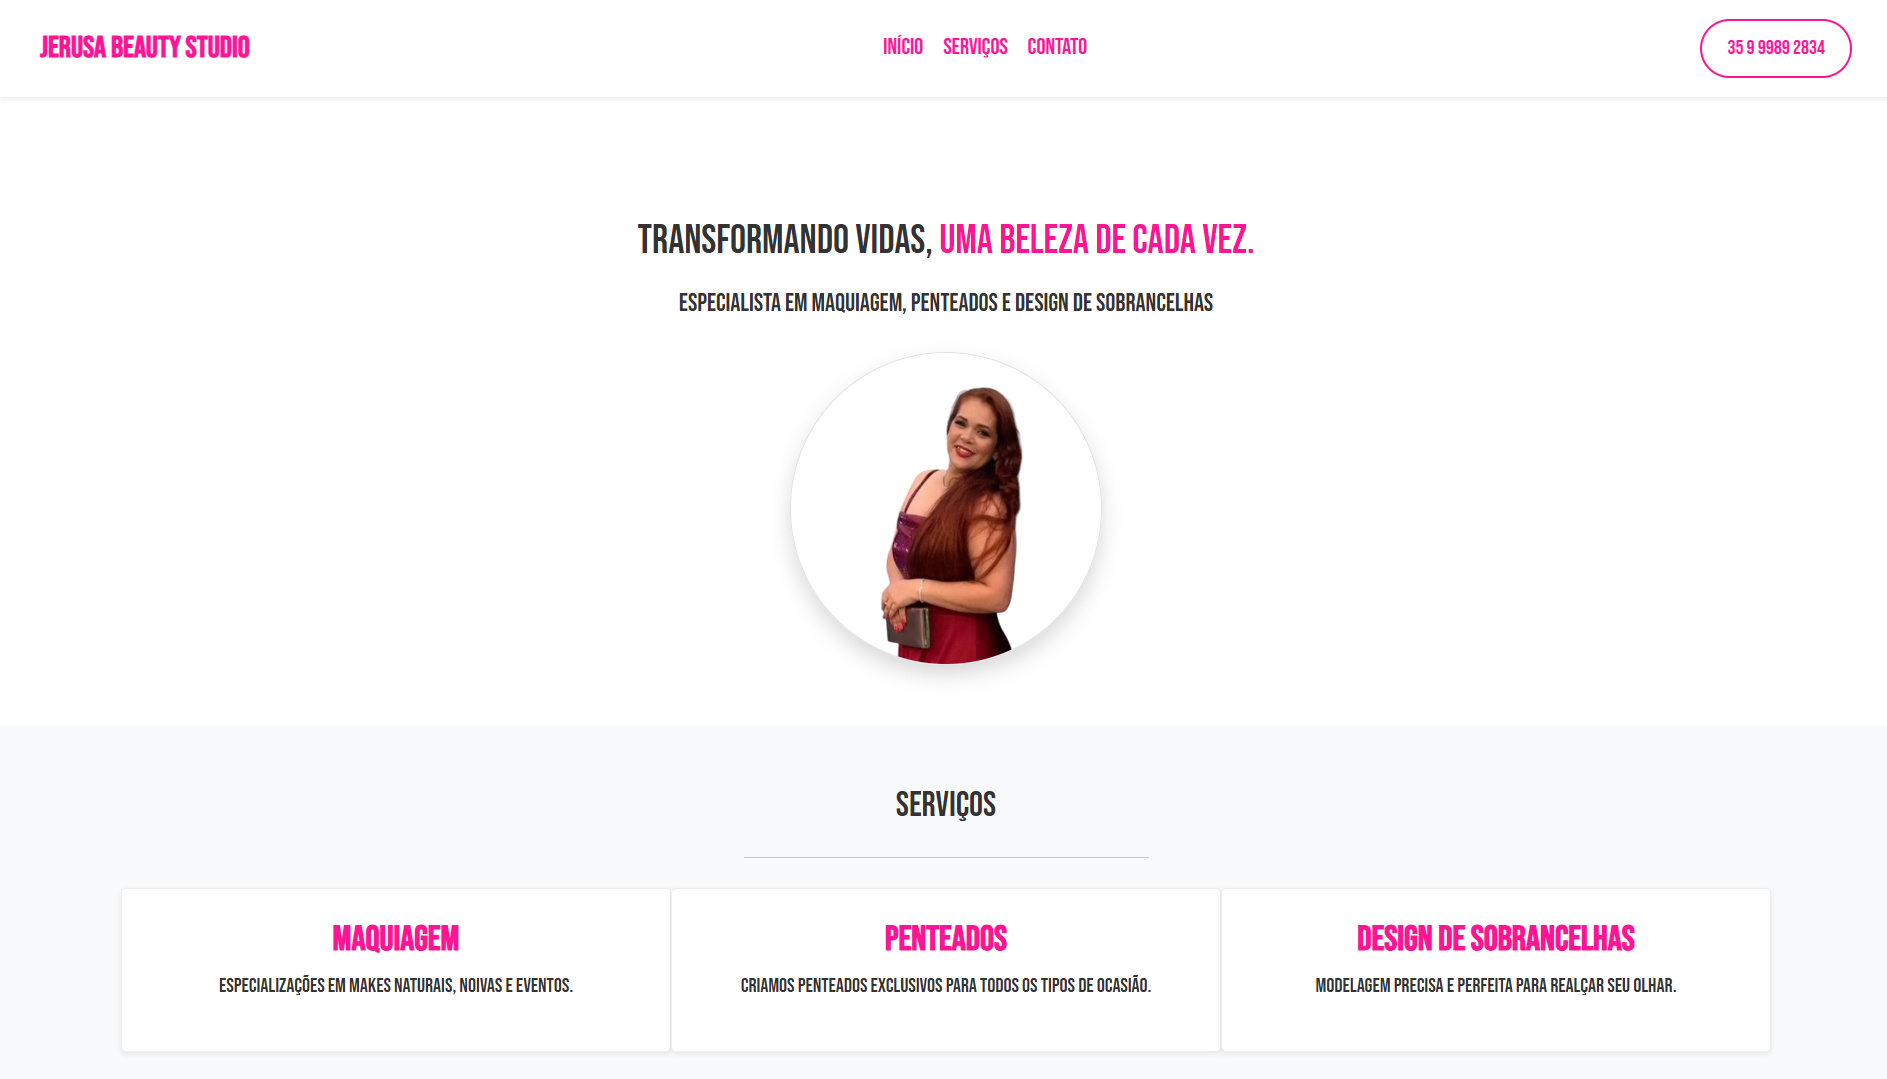 JERUSA BEAUTY STUDIO
INÍCIO SERVIÇOS CONTATO
35 9 9989 2834
TRANSFORMANDO VIDAS, UMA BELEZA DE CADA VEZ.
ESPECIALISTA EM MAQUIAGEM, PENTEADOS E DESIGN DE SOBRANCELHAS
SERVIÇOS
MAQUIAGEM
ESPECIALIZAÇÕES EM MAKES NATURAIS, NOIVAS E EVENTOS.
PENTEADOS
CRIAMOS PENTEADOS EXCLUSIVOS PARA TODOS OS TIPOS DE OCASIÃO.
DESIGN DE SOBRANCELHAS
MODELAGEM PRECISA E PERFEITA PARA REALÇAR SEU OLHAR.